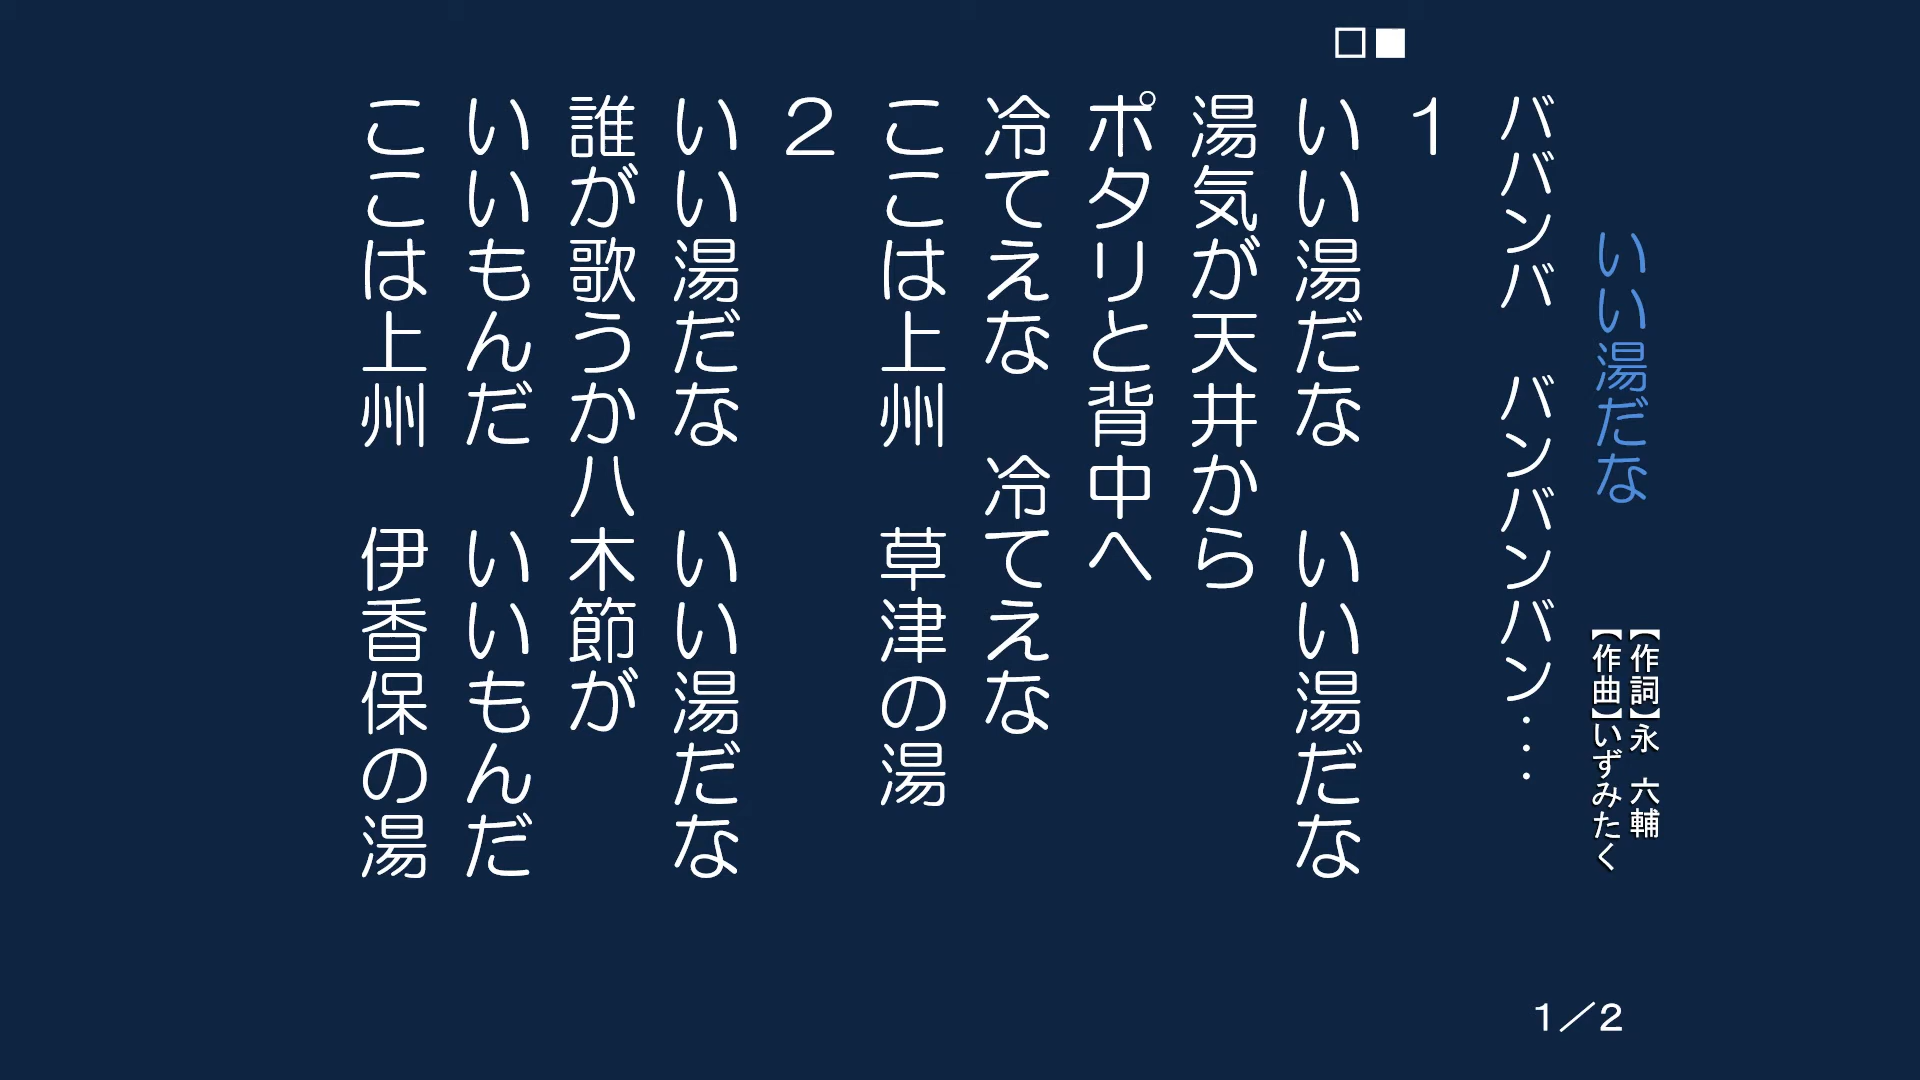 □■
いい湯だな
【作詞】永 六輔
【作曲】いずみたく
ババンバ　バンバンバン…
1
いい湯だな　いい湯だな
湯気が天井から
ポタリと背中へ
冷てえな　冷てえな
ここは上州　草津の湯
2
いい湯だな　いい湯だな
誰が歌うか八木節が
いいもんだ　いいもんだ
ここは上州　伊香保の湯
1／2